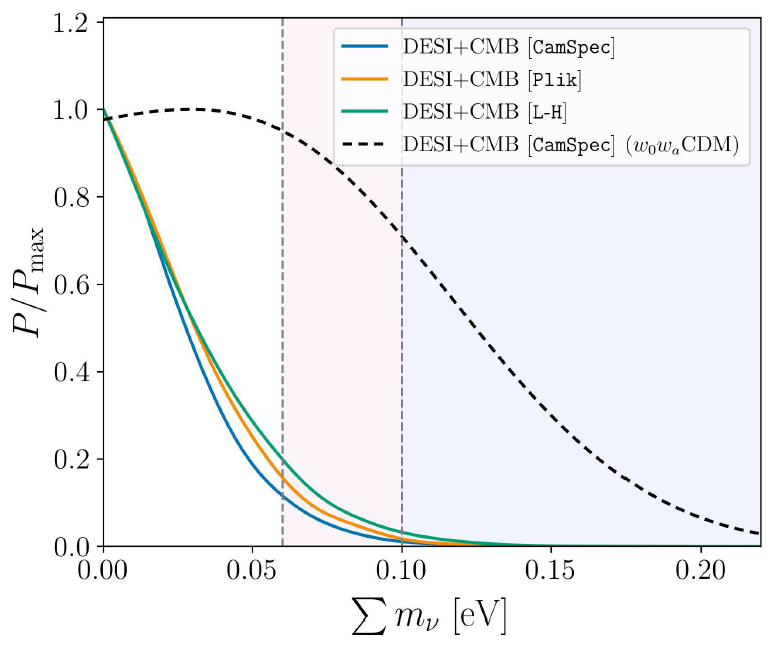 1.2
1.0
0.8
0.6
0.4
0.2
0.0
P/P_max
DESI+CMB [CamSpec]
DESI+CMB [Plik]
DESI+CMB [L-H]
DESI+CMB [CamSpec] (w₀wₐCDM)
0.00 0.05 0.10 0.15 0.20
∑ m_ν [eV]